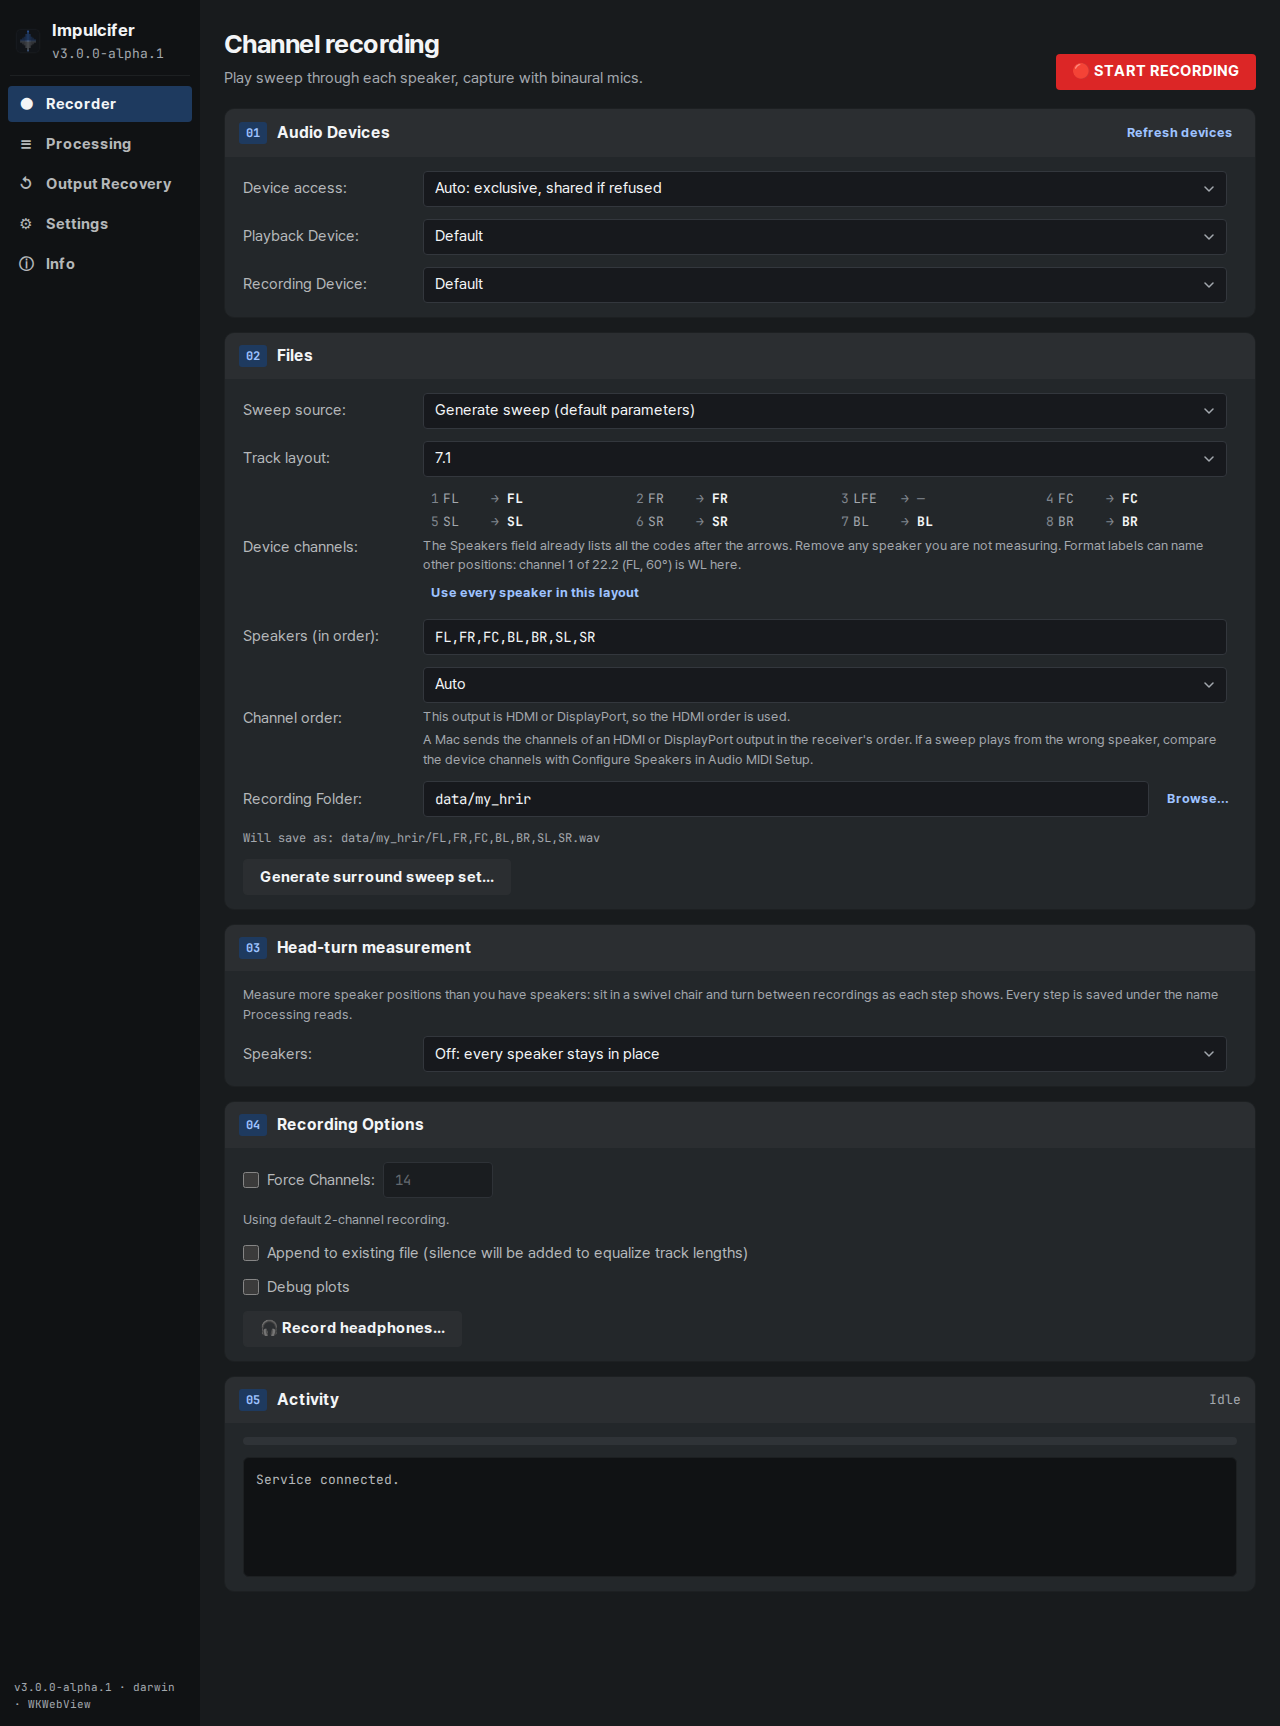 Impulcifer
v3.0.0-alpha.1
Recorder
Processing
Output Recovery
Settings
Info
v3.0.0-alpha.1 · darwin
· WKWebView
Channel recording
Play sweep through each speaker, capture with binaural mics.
START RECORDING
01 Audio Devices
Refresh devices
Device access: Auto: exclusive, shared if refused
Playback Device: Default
Recording Device: Default
02 Files
Sweep source: Generate sweep (default parameters)
Track layout: 7.1
1 FL → FL 2 FR → FR 3 LFE → — 4 FC → FC
5 SL → SL 6 SR → SR 7 BL → BL 8 BR → BR
Device channels:
The Speakers field already lists all the codes after the arrows. Remove any speaker you are not measuring. Format labels can name
other positions: channel 1 of 22.2 (FL, 60°) is WL here.
Use every speaker in this layout
Speakers (in order): FL,FR,FC,BL,BR,SL,SR
Channel order: Auto
This output is HDMI or DisplayPort, so the HDMI order is used.
A Mac sends the channels of an HDMI or DisplayPort output in the receiver's order. If a sweep plays from the wrong speaker, compare
the device channels with Configure Speakers in Audio MIDI Setup.
Recording Folder: data/my_hrir Browse...
Will save as: data/my_hrir/FL,FR,FC,BL,BR,SL,SR.wav
Generate surround sweep set...
03 Head-turn measurement
Measure more speaker positions than you have speakers: sit in a swivel chair and turn between recordings as each step shows. Every step is saved under the name
Processing reads.
Speakers: Off: every speaker stays in place
04 Recording Options
Force Channels: 14
Using default 2-channel recording.
Append to existing file (silence will be added to equalize track lengths)
Debug plots
🎧 Record headphones...
05 Activity
Idle
Service connected.